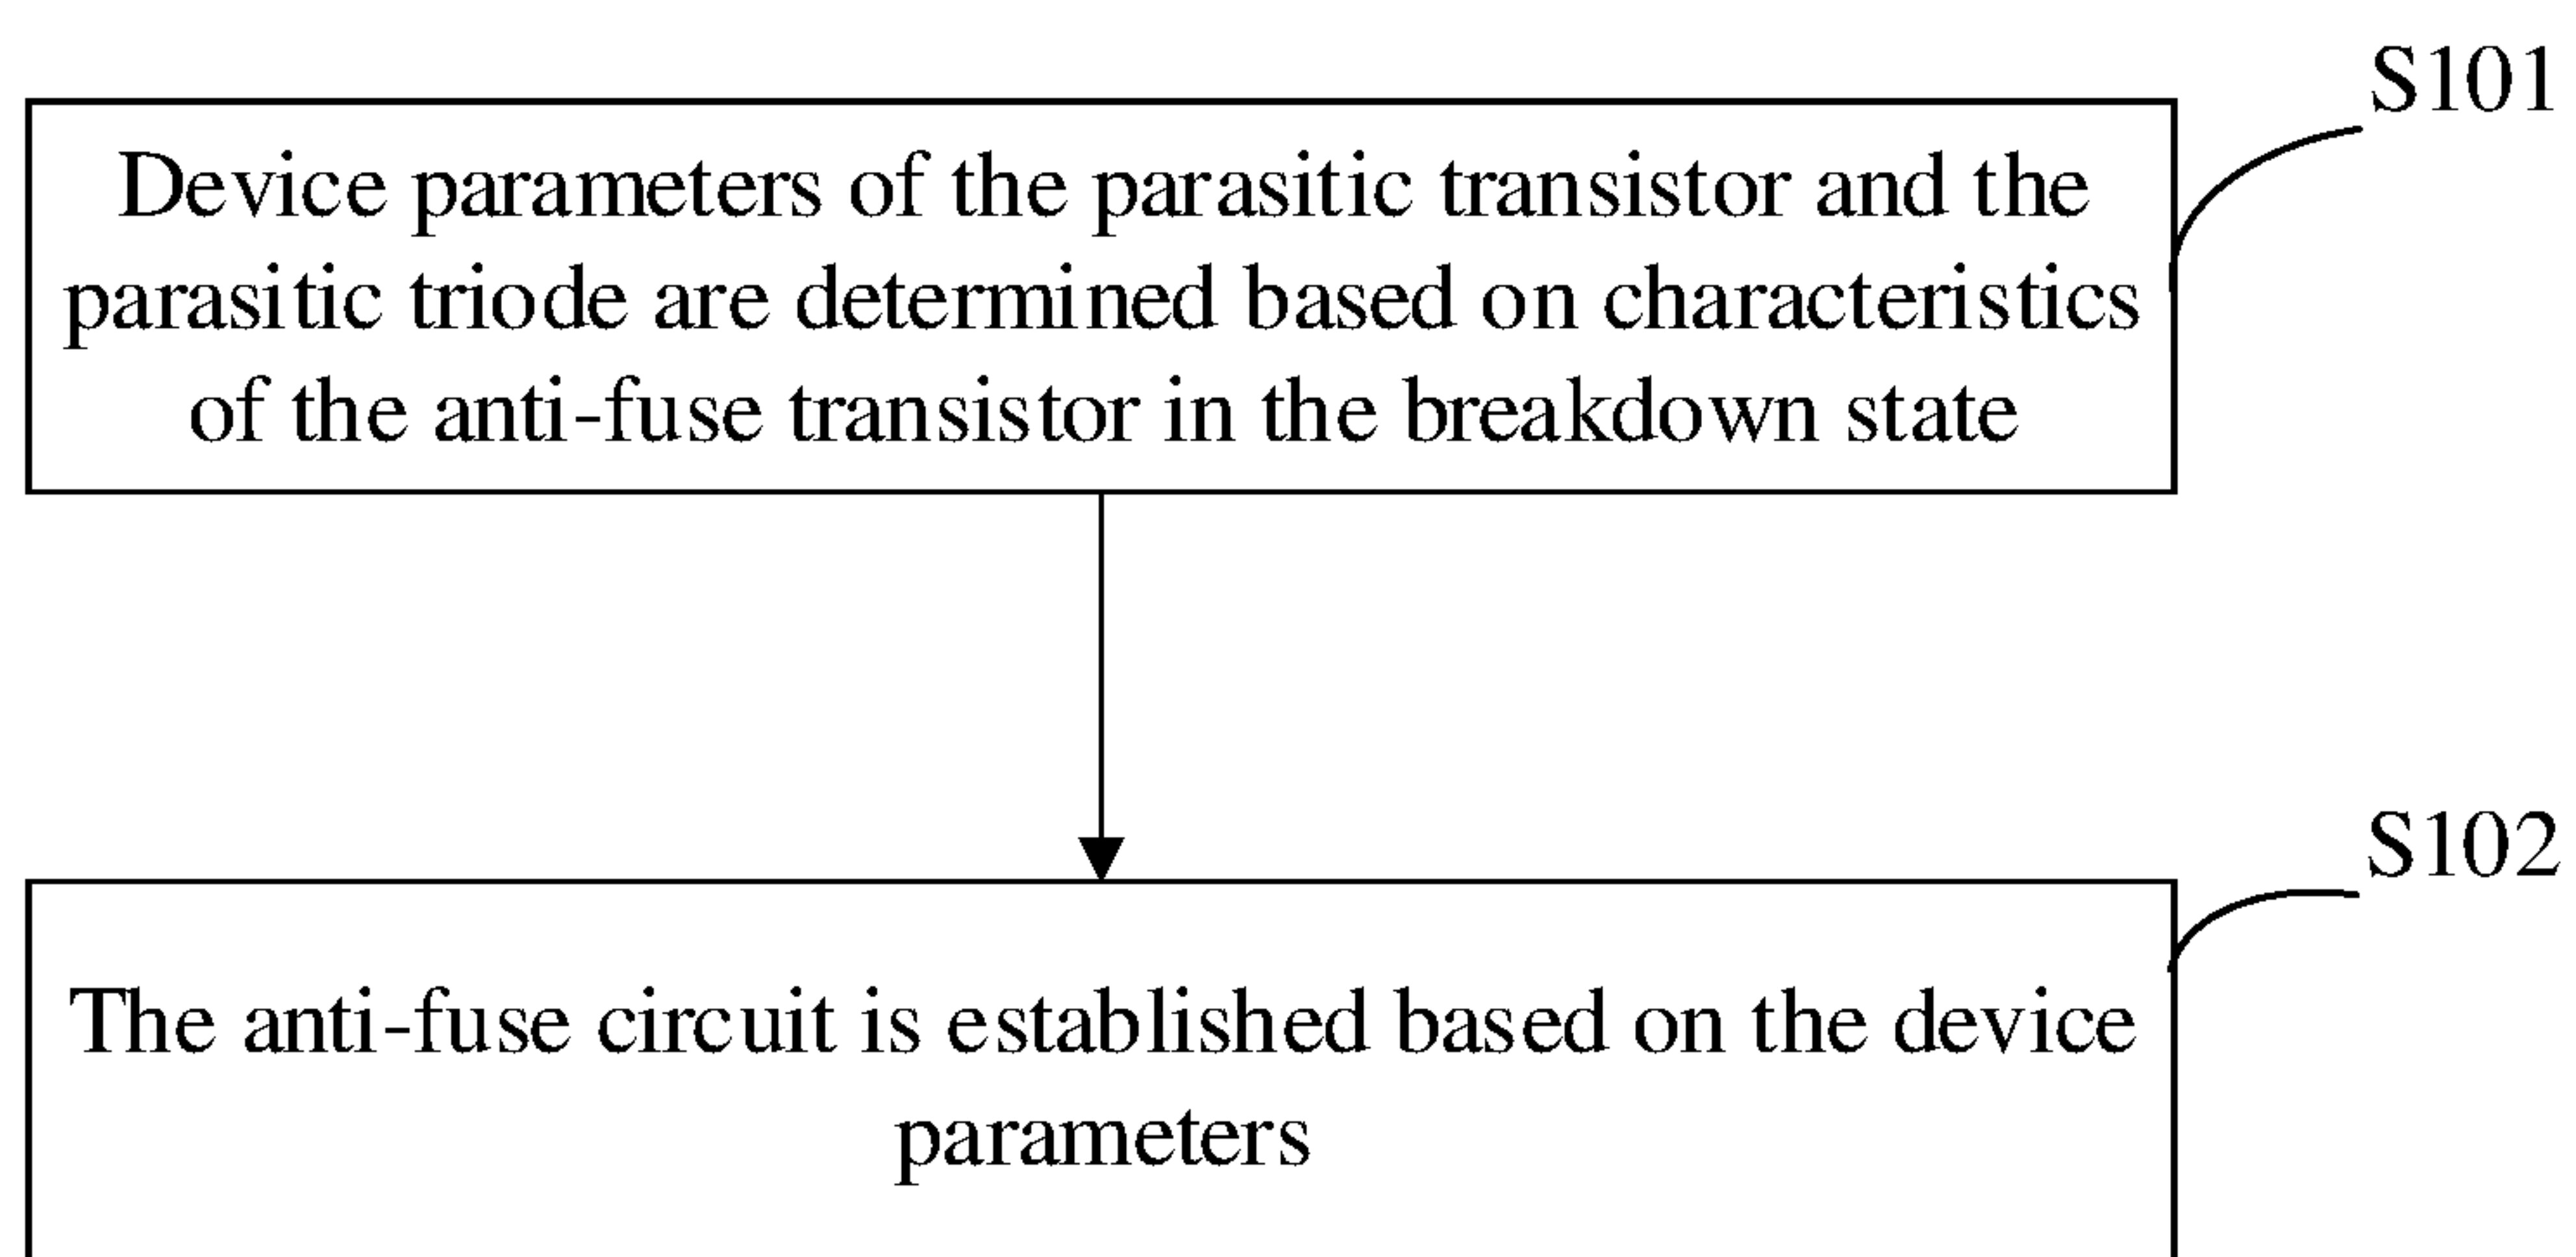 S101
Device parameters of the parasitic transistor and the
parasitic triode are determined based on characteristics
of the anti-fuse transistor in the breakdown state
S102
The anti-fuse circuit is established based on the device
parameters